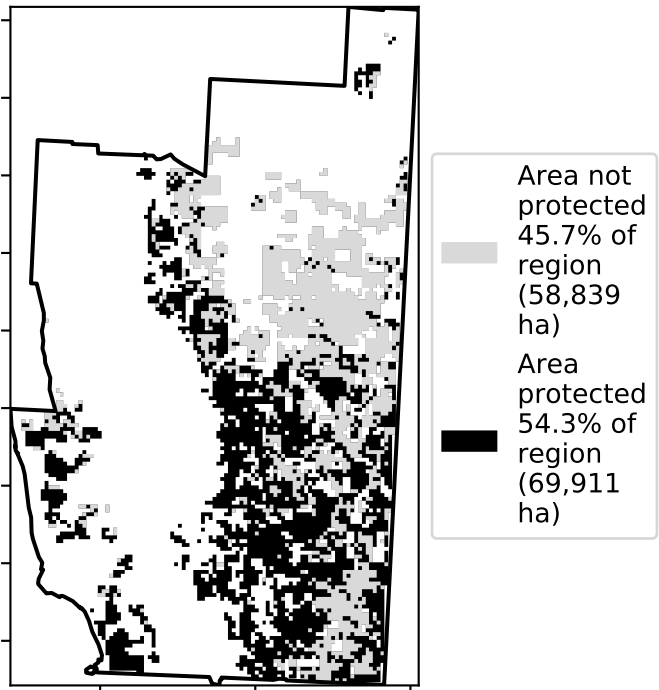 Area not
protected
45.7% of
region
(58,839
ha)
Area
protected
54.3% of
region
(69,911
ha)